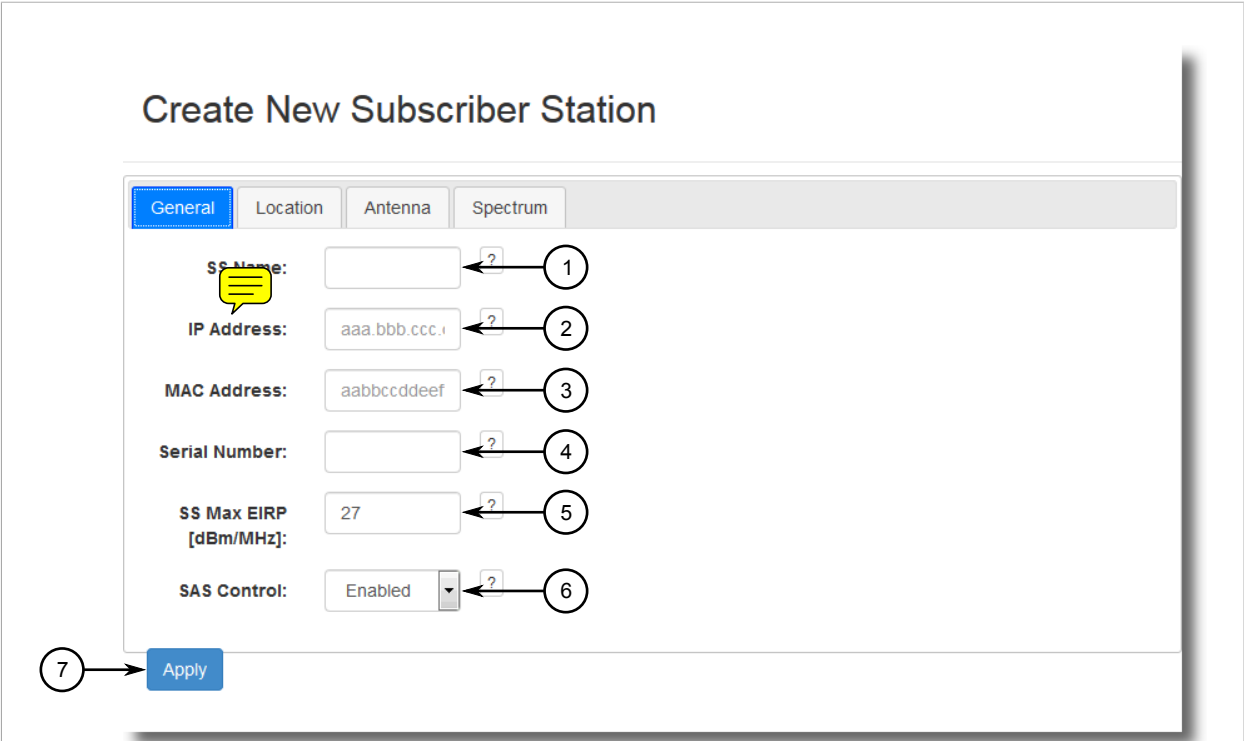 Create New Subscriber Station
General Location Antenna Spectrum
SS Name: ? 1
IP Address: aaa.bbb.ccc. ? 2
MAC Address: aabbccddeef ? 3
Serial Number: ? 4
SS Max EIRP [dBm/MHz]: 27 ? 5
SAS Control: Enabled ? 6
7 Apply